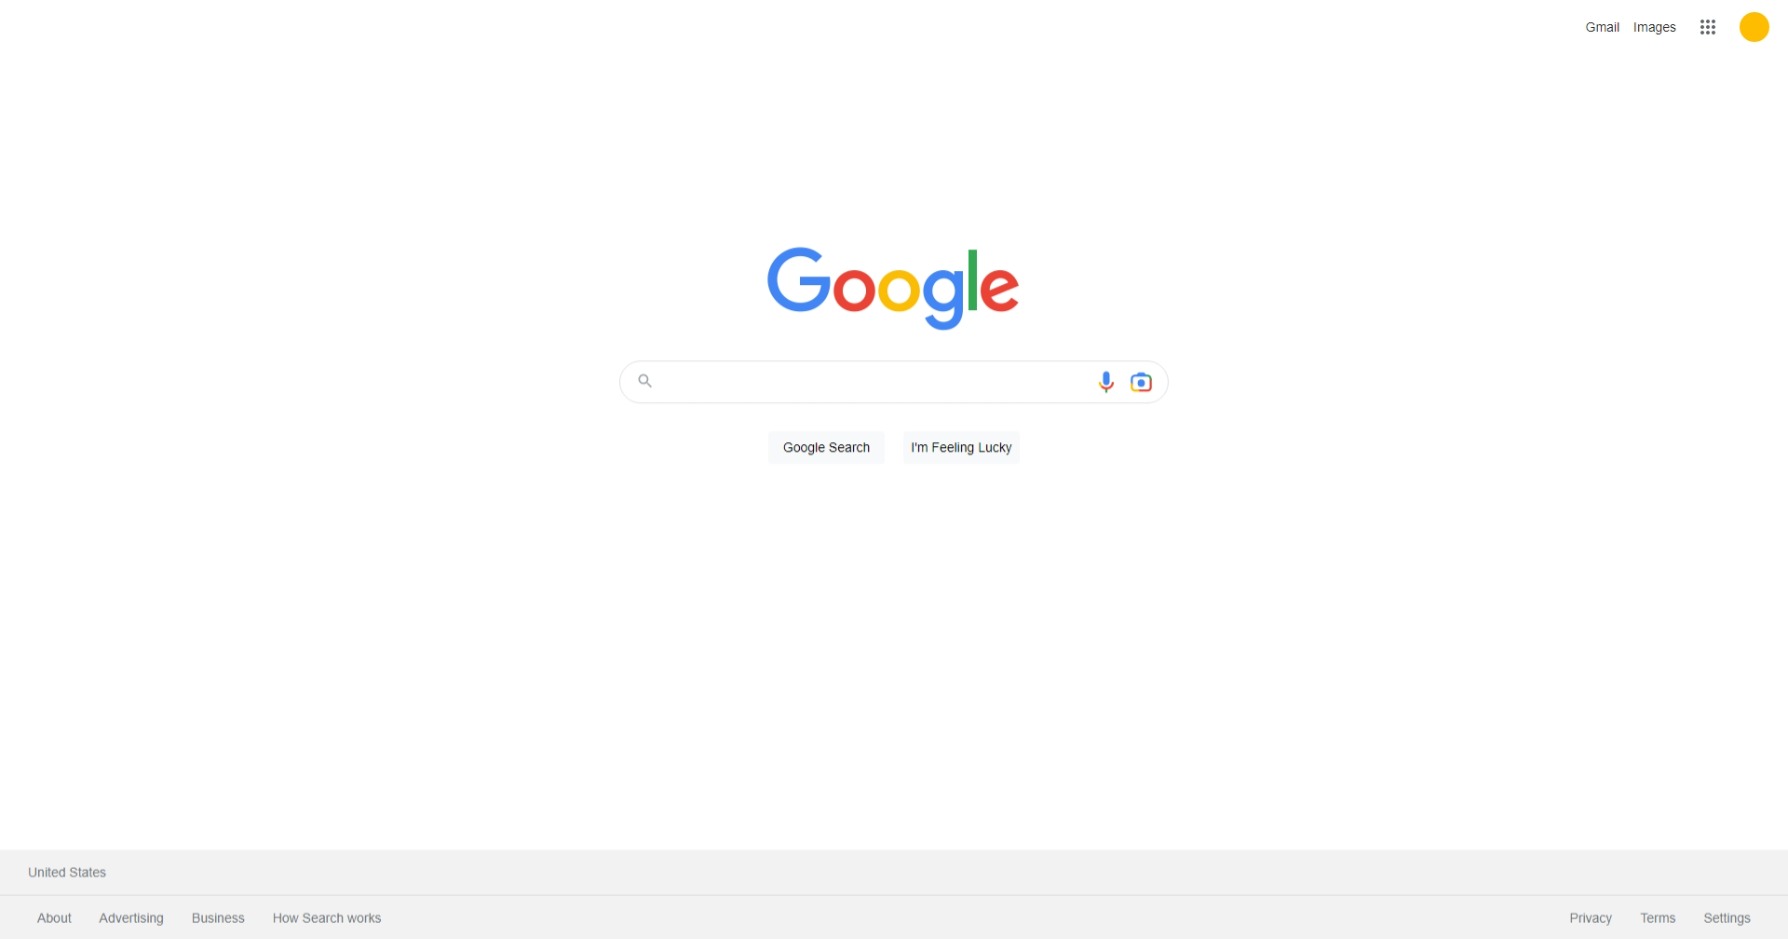 Gmail Images
Google
Google Search I'm Feeling Lucky
United States
About Advertising Business How Search works Privacy Terms Settings